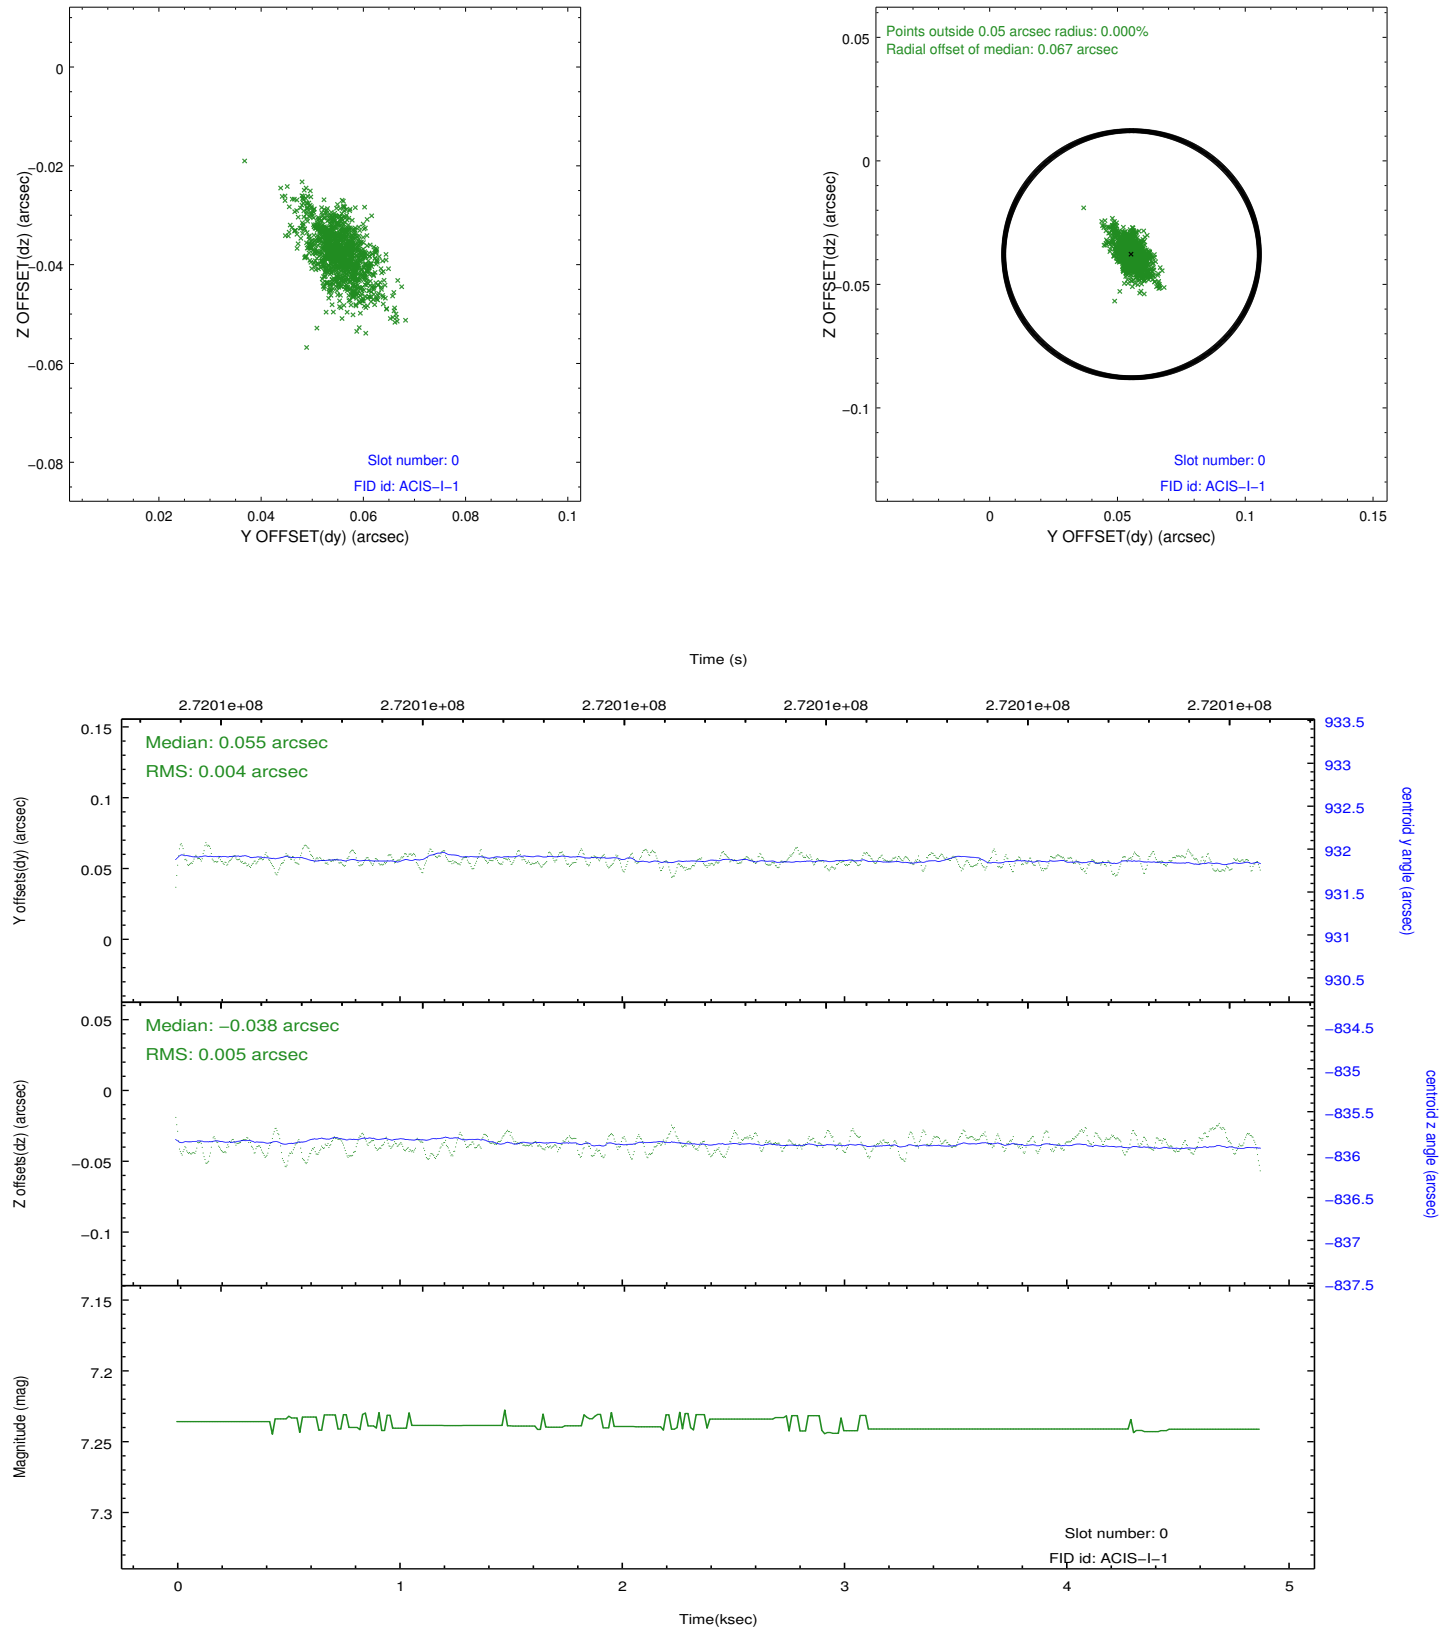 0
−0.02
−0.04
−0.06
−0.08
Z OFFSET(dz) (arcsec)
Slot number: 0
FID id: ACIS−I−1
0.02 0.04 0.06 0.08 0.1
Y OFFSET(dy) (arcsec)
Points outside 0.05 arcsec radius: 0.000%
Radial offset of median: 0.067 arcsec
0.05
0
−0.05
−0.1
Z OFFSET(dz) (arcsec)
Slot number: 0
FID id: ACIS−I−1
0 0.05 0.1 0.15
Y OFFSET(dy) (arcsec)
Time (s)
2.7201e+08 2.7201e+08 2.7201e+08 2.7201e+08 2.7201e+08 2.7201e+08
Median: 0.055 arcsec
RMS: 0.004 arcsec
0.15
0.1
0.05
0
Y offsets(dy) (arcsec)
933.5
933
932.5
932
931.5
931
930.5
centroid y angle (arcsec)
Median: −0.038 arcsec
RMS: 0.005 arcsec
0.05
0
−0.05
−0.1
Z offsets(dz) (arcsec)
−834.5
−835
−835.5
−836
−836.5
−837
−837.5
centroid z angle (arcsec)
7.15
7.2
7.25
7.3
Magnitude (mag)
Slot number: 0
FID id: ACIS−I−1
0 1 2 3 4 5
Time(ksec)